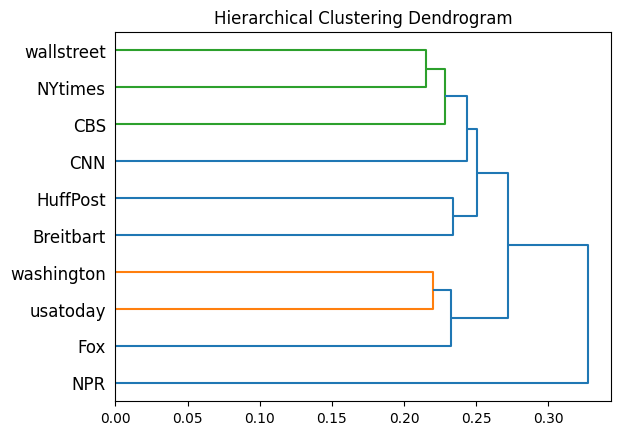 Hierarchical Clustering Dendrogram
wallstreet
NYtimes
CBS
CNN
HuffPost
Breitbart
washington
usatoday
Fox
NPR
0.00 0.05 0.10 0.15 0.20 0.25 0.30